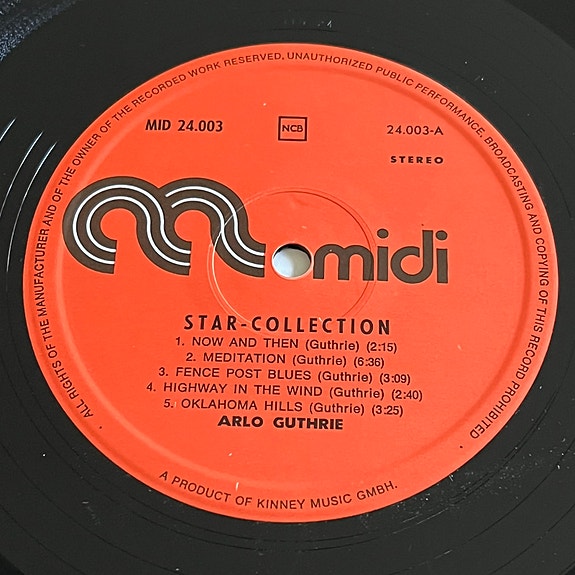 ALL RIGHTS OF THE MANUFACTURER AND OF THE OWNER OF THE RECORDED WORK RESERVED, UNAUTHORIZED PUBLIC PERFORMANCE, BROADCASTING AND COPYING OF THIS RECORD PROHIBITED
MID 24.003
NCB
24.003-A
STEREO
midi
STAR-COLLECTION
1. NOW AND THEN (Guthrie) (2:15)
2. MEDITATION (Guthrie) (6:36)
3. FENCE POST BLUES (Guthrie) (3:09)
4. HIGHWAY IN THE WIND (Guthrie) (2:40)
5. OKLAHOMA HILLS (Guthrie) (3:25)
ARLO GUTHRIE
A PRODUCT OF KINNEY MUSIC GMBH.